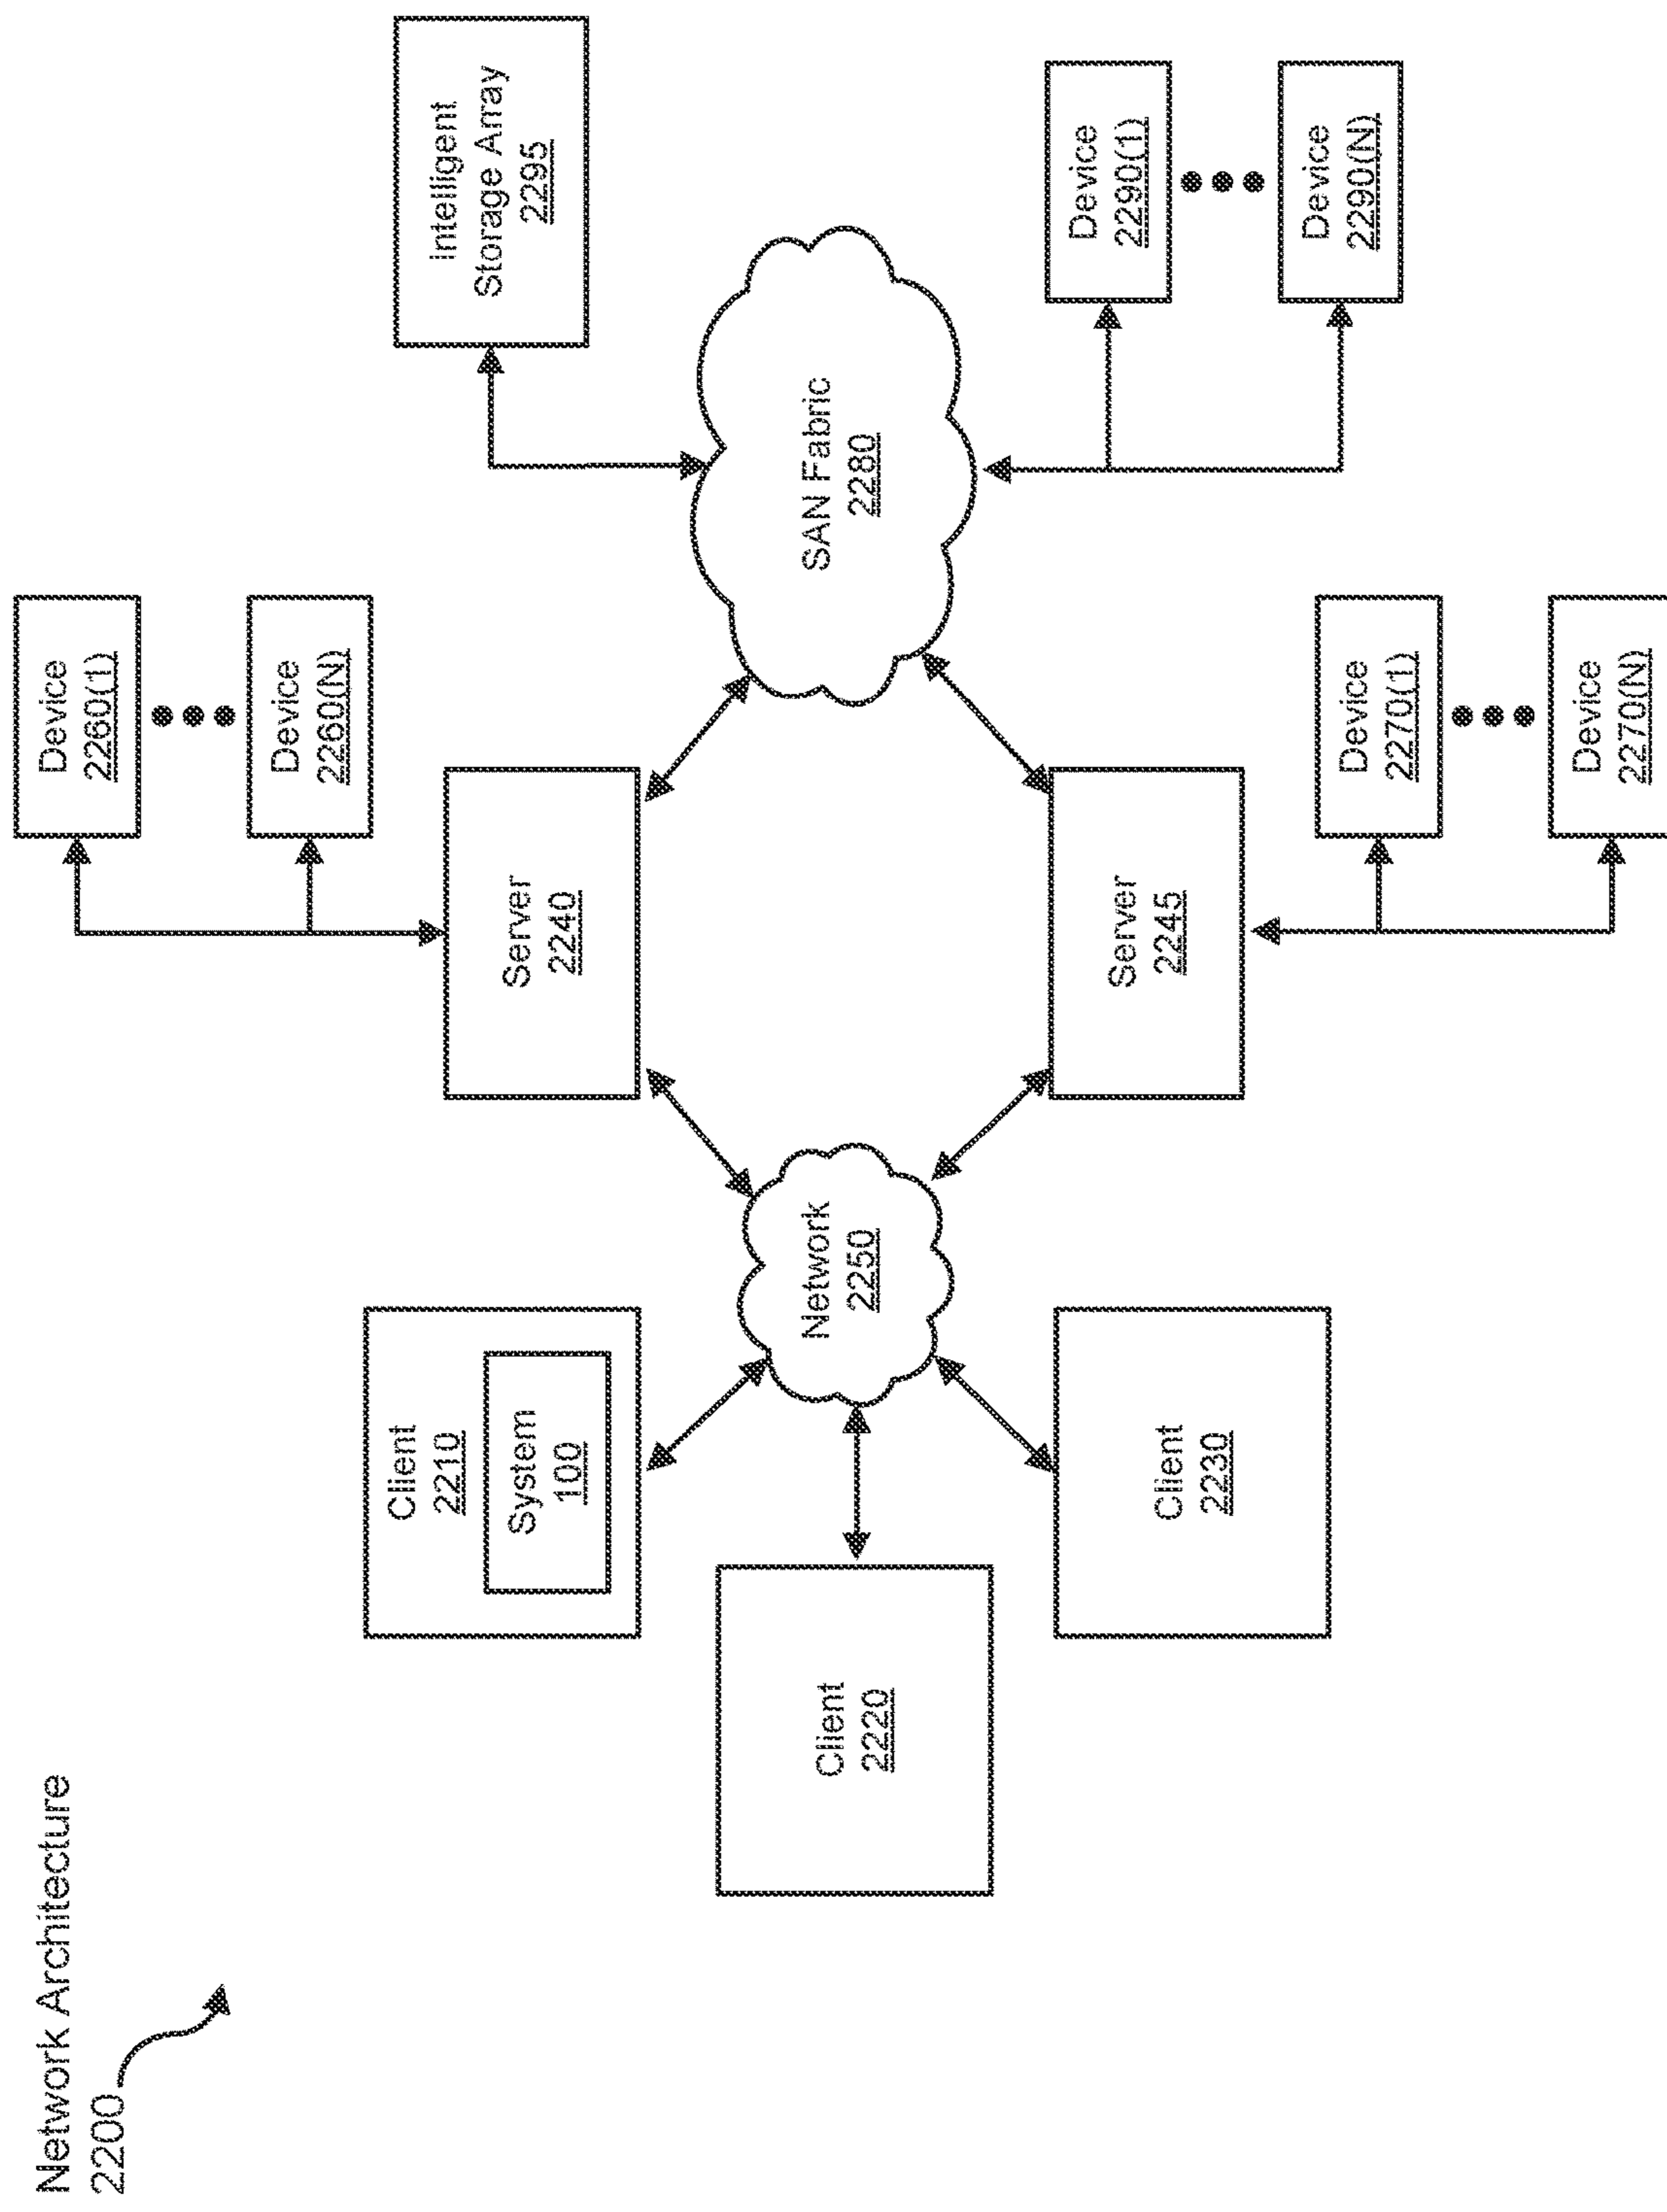 Network Architecture
2200
Client
2210
System
100
Client
2220
Client
2230
Network
2250
Server
2240
Server
2245
Device
2260(1)
Device
2260(N)
Device
2270(1)
Device
2270(N)
SAN Fabric
2280
Intelligent
Storage Array
2295
Device
2290(1)
Device
2290(N)